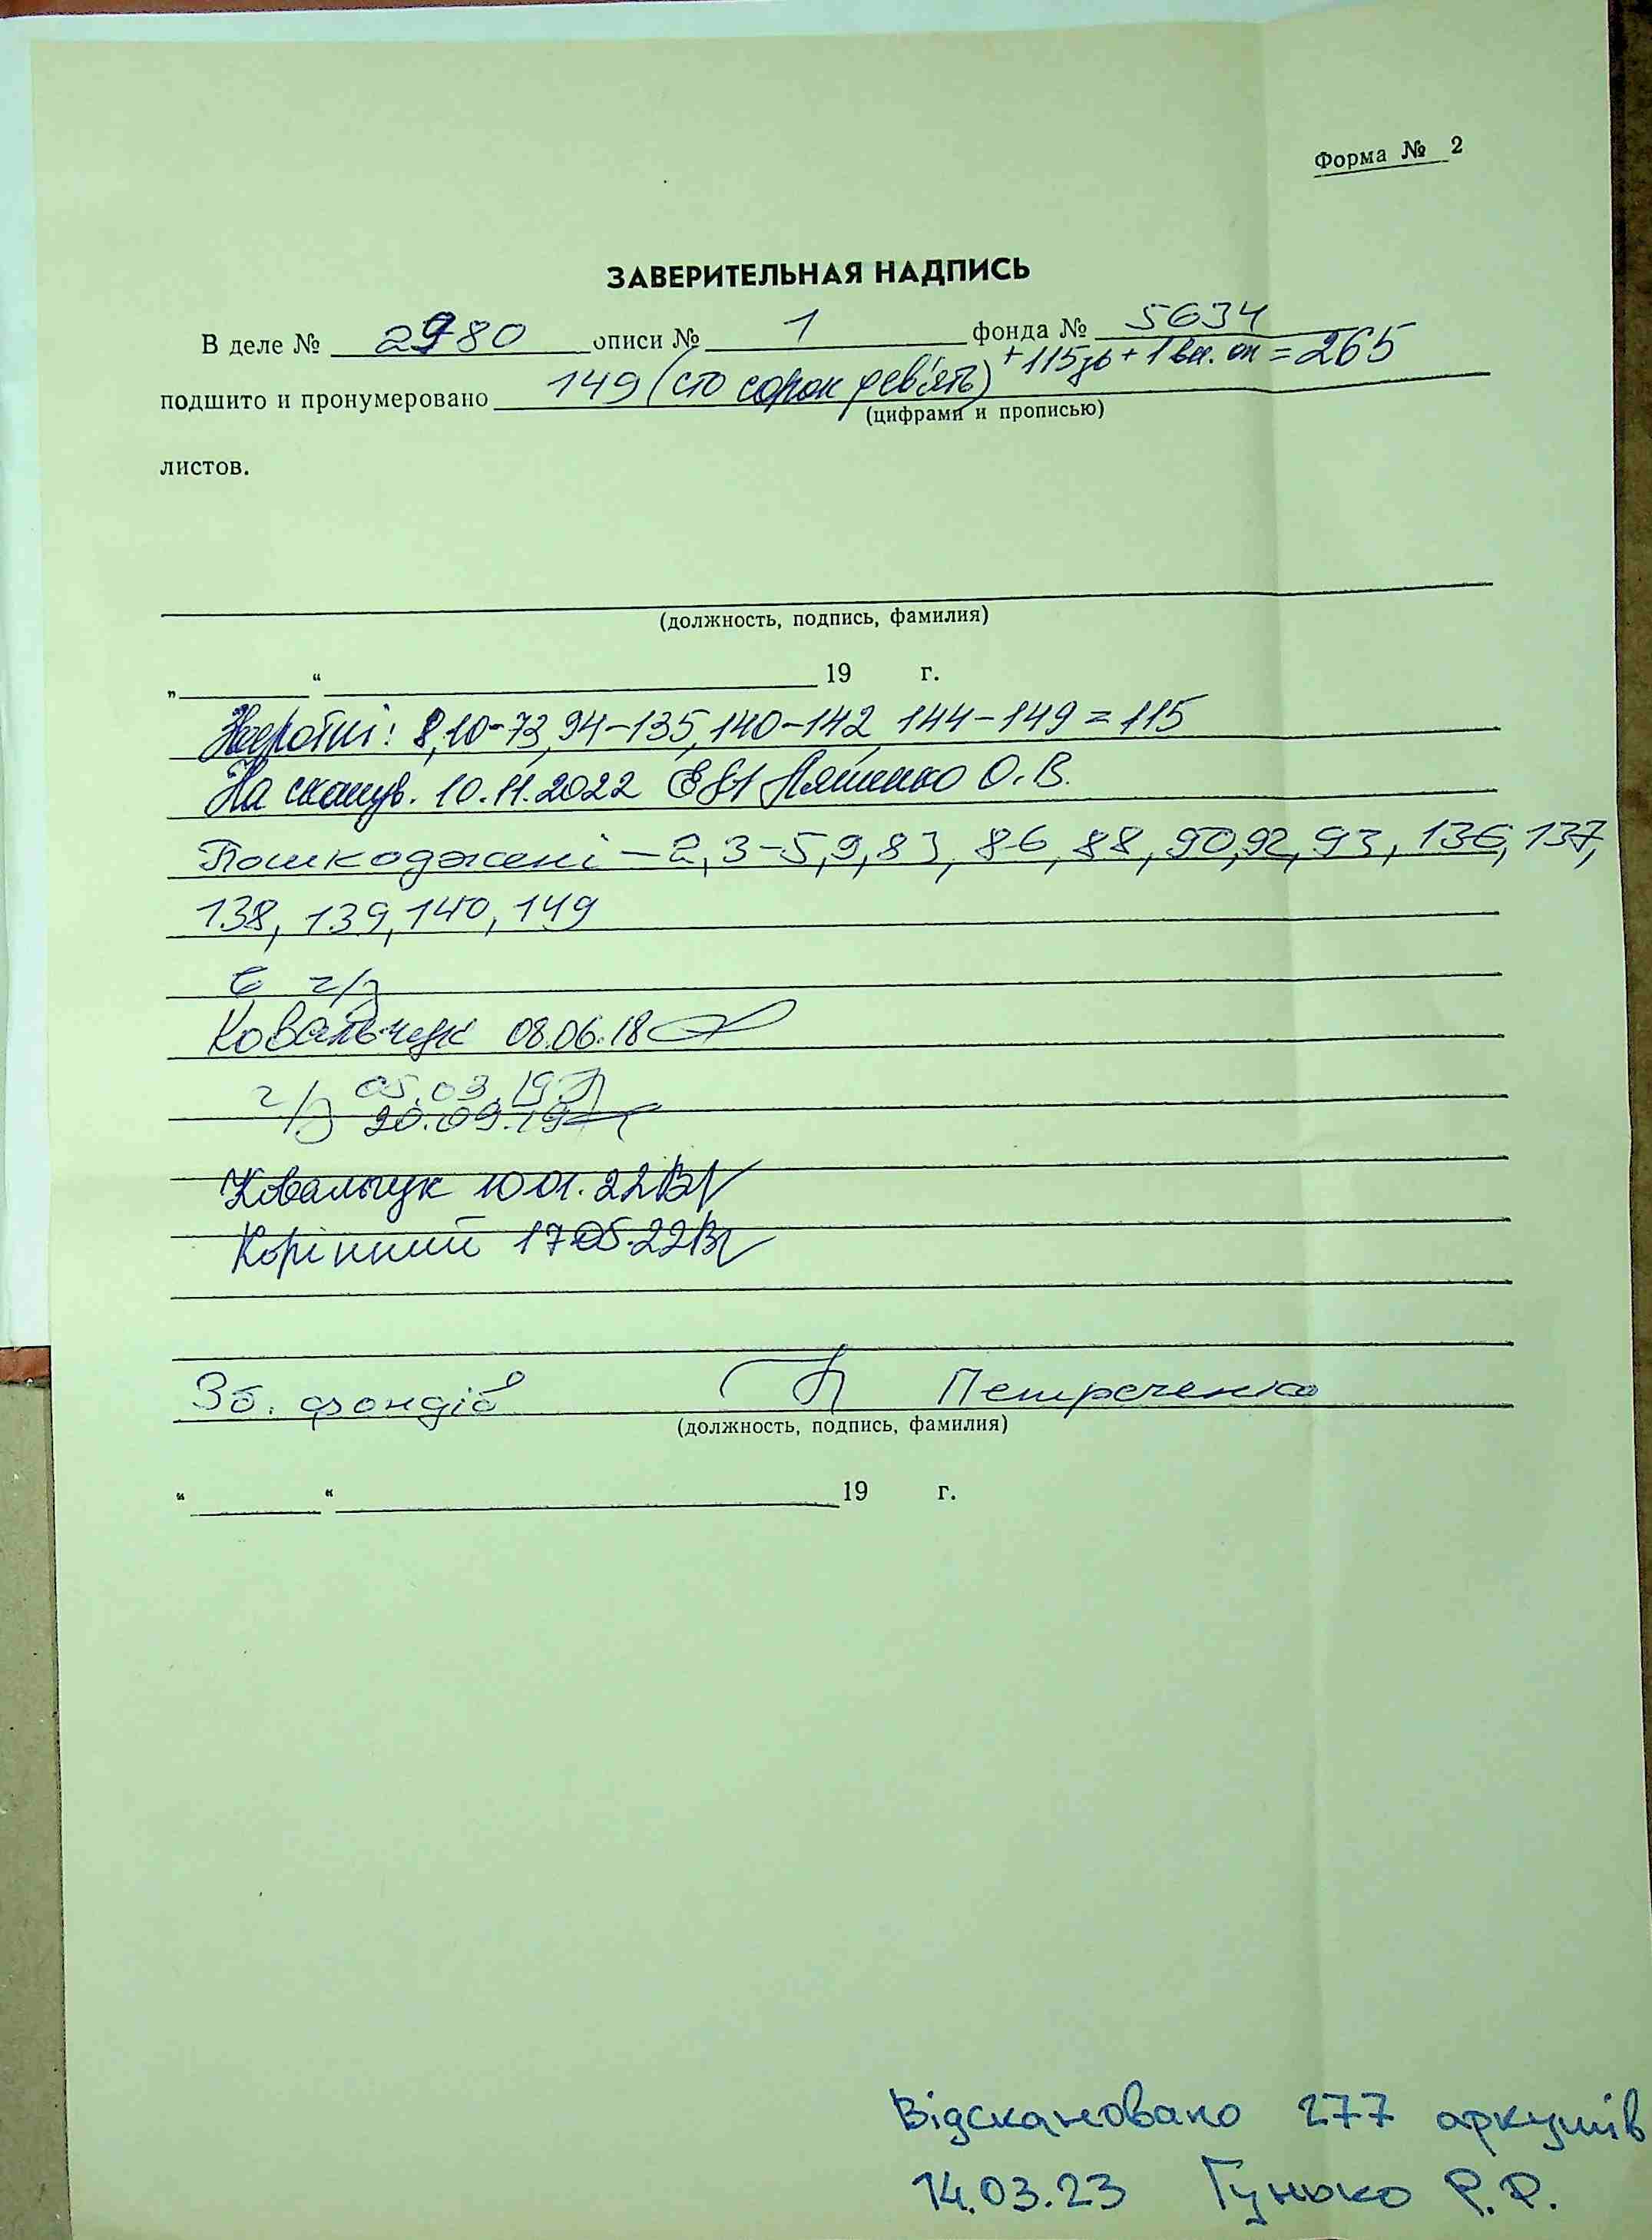 Форма № 2
ЗАВЕРИТЕЛЬНАЯ НАДПИСЬ
В деле № 2980 описи № 1 фонда № 5634
подшито и пронумеровано 149 (сто сорок дев'ять) + 115 зв + 1 вн. оп = 265
(цифрами и прописью)
листов.
(должность, подпись, фамилия)
„ “ 19 г.
Звороти: 8, 10-73, 94-135, 140-142, 144-149 = 115
На сканув. 10.11.2022 Ляшенко О. В.
Пошкоджені - 2, 3-5, 9, 83, 86, 88, 90, 92, 93, 136, 137,
138, 139, 140, 149
Є г/з
Ковальчук 08.06.18
г/з 05.03.19
20.09.19
Ковальчук 10 01. 22
Корінний 17 05.22
Зб. фондів Петреченко
(должность, подпись, фамилия)
“ “ 19 г.
Відскановано 277 аркушів
14.03.23 Гунько Р.Р.